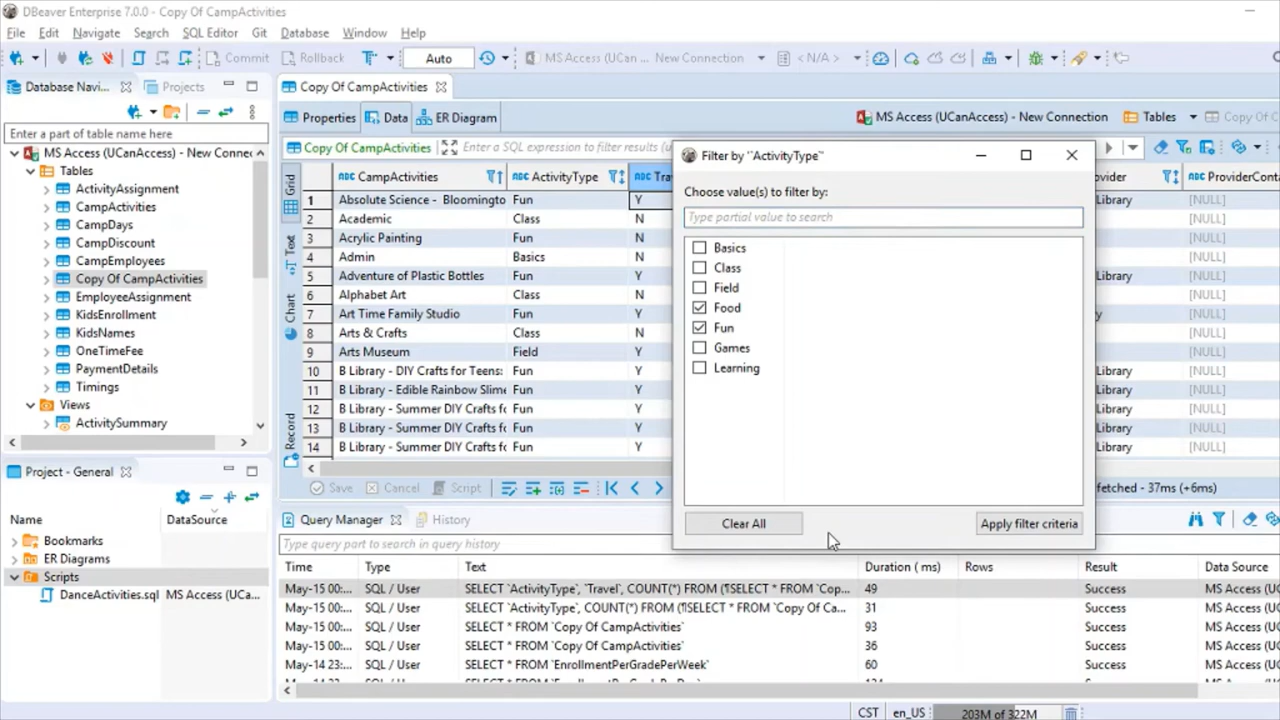 DBeaver Enterprise 7.0.0 - Copy Of CampActivities
File Edit Navigate Search SQL Editor Git Database Window Help
Commit Rollback Auto MS Access (UCan ... New Connection < N/A >
Database Navi... Projects
Enter a part of table name here
MS Access (UCanAccess) - New Connec
Tables
ActivityAssignment
CampActivities
CampDays
CampDiscount
CampEmployees
Copy Of CampActivities
EmployeeAssignment
KidsEnrollment
KidsNames
OneTimeFee
PaymentDetails
Timings
Views
ActivitySummary
Project - General
Name DataSource
Bookmarks
ER Diagrams
Scripts
DanceActivities.sql MS Access (UCa...
Copy Of CampActivities
Properties Data ER Diagram
MS Access (UCanAccess) - New Connection Tables Copy Of C
Copy Of CampActivities Enter a SQL expression to filter results (u
Grid
Text
Chart
Record
ABC CampActivities ABC ActivityType ABC Tra
1 Absolute Science - Bloomingto Fun Y
2 Academic Class N
3 Acrylic Painting Fun N
4 Admin Basics N
5 Adventure of Plastic Bottles Fun Y
6 Alphabet Art Class N
7 Art Time Family Studio Fun Y
8 Arts & Crafts Class N
9 Arts Museum Field Y
10 B Library - DIY Crafts for Teens: Fun Y
11 B Library - Edible Rainbow Slime Fun Y
12 B Library - Summer DIY Crafts fo Fun Y
13 B Library - Summer DIY Crafts fo Fun Y
14 B Library - Summer DIY Crafts fo Fun Y
ovider ABC ProviderConta
Library [NULL]
[NULL]
[NULL]
[NULL]
Library [NULL]
[NULL]
y [NULL]
[NULL]
[NULL]
Library [NULL]
Library [NULL]
Library [NULL]
Library [NULL]
Library [NULL]
Save Cancel Script
fetched - 37ms (+6ms)
Filter by "ActivityType"
Choose value(s) to filter by:
Type partial value to search
Basics
Class
Field
Food
Fun
Games
Learning
Clear All Apply filter criteria
Query Manager History
Type query part to search in query history
Time Type Text Duration ( ms) Rows Result Data Source
May-15 00:... SQL / User SELECT `ActivityType`, `Travel`, COUNT(*) FROM (¶SELECT * FROM `Cop... 49 Success MS Access (U
May-15 00:... SQL / User SELECT `ActivityType`, COUNT(*) FROM (¶SELECT * FROM `Copy Of Ca... 31 Success MS Access (U
May-15 00:... SQL / User SELECT * FROM `Copy Of CampActivities` 93 Success MS Access (U
May-15 00:... SQL / User SELECT * FROM `Copy Of CampActivities` 36 Success MS Access (U
May-14 23:... SQL / User SELECT * FROM `EnrollmentPerGradePerWeek` 60 Success MS Access (U
CST en_US 203M of 322M